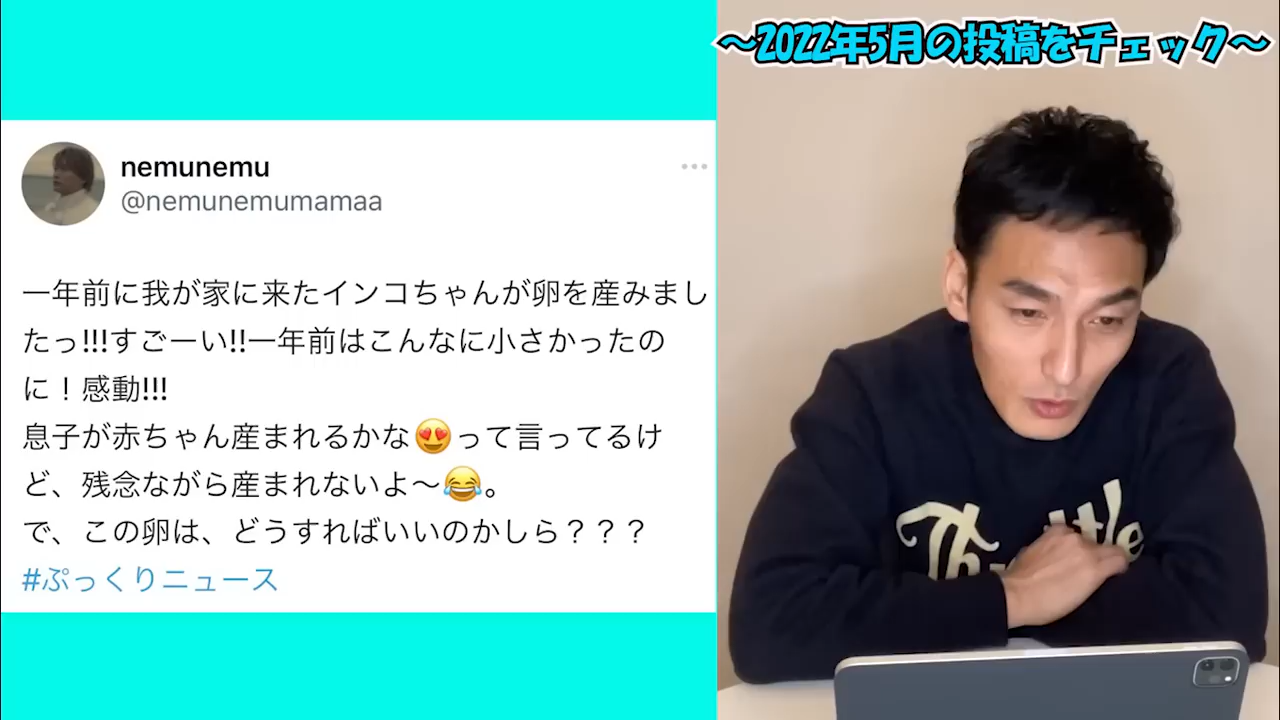 〜2022年5月の投稿をチェック〜
nemunemu
@nemunemumamaa
一年前に我が家に来たインコちゃんが卵を産みまし
たっ!!!すごーい!!一年前はこんなに小さかったの
に！感動!!!
息子が赤ちゃん産まれるかな😍って言ってるけ
ど、残念ながら産まれないよ〜😂。
で、この卵は、どうすればいいのかしら？？？
#ぷっくりニュース